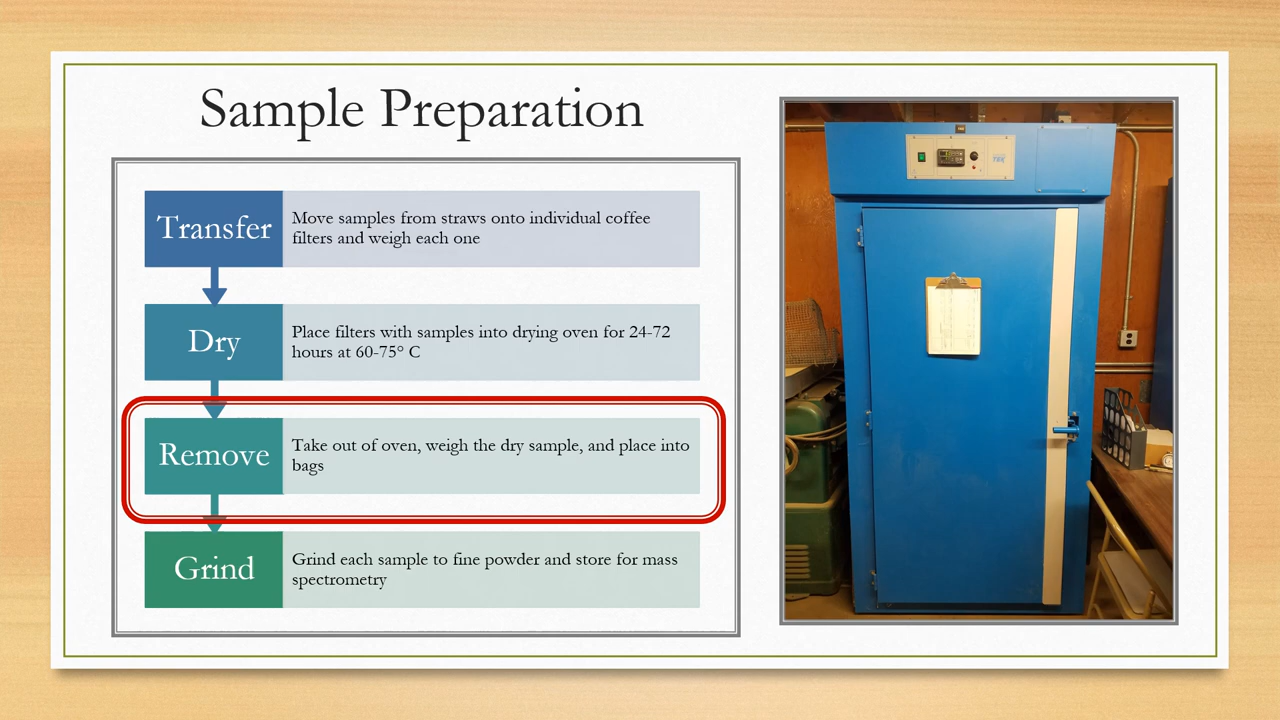 Sample Preparation
Transfer
Move samples from straws onto individual coffee
filters and weigh each one
Dry
Place filters with samples into drying oven for 24-72
hours at 60-75° C
Remove
Take out of oven, weigh the dry sample, and place into
bags
Grind
Grind each sample to fine powder and store for mass
spectrometry